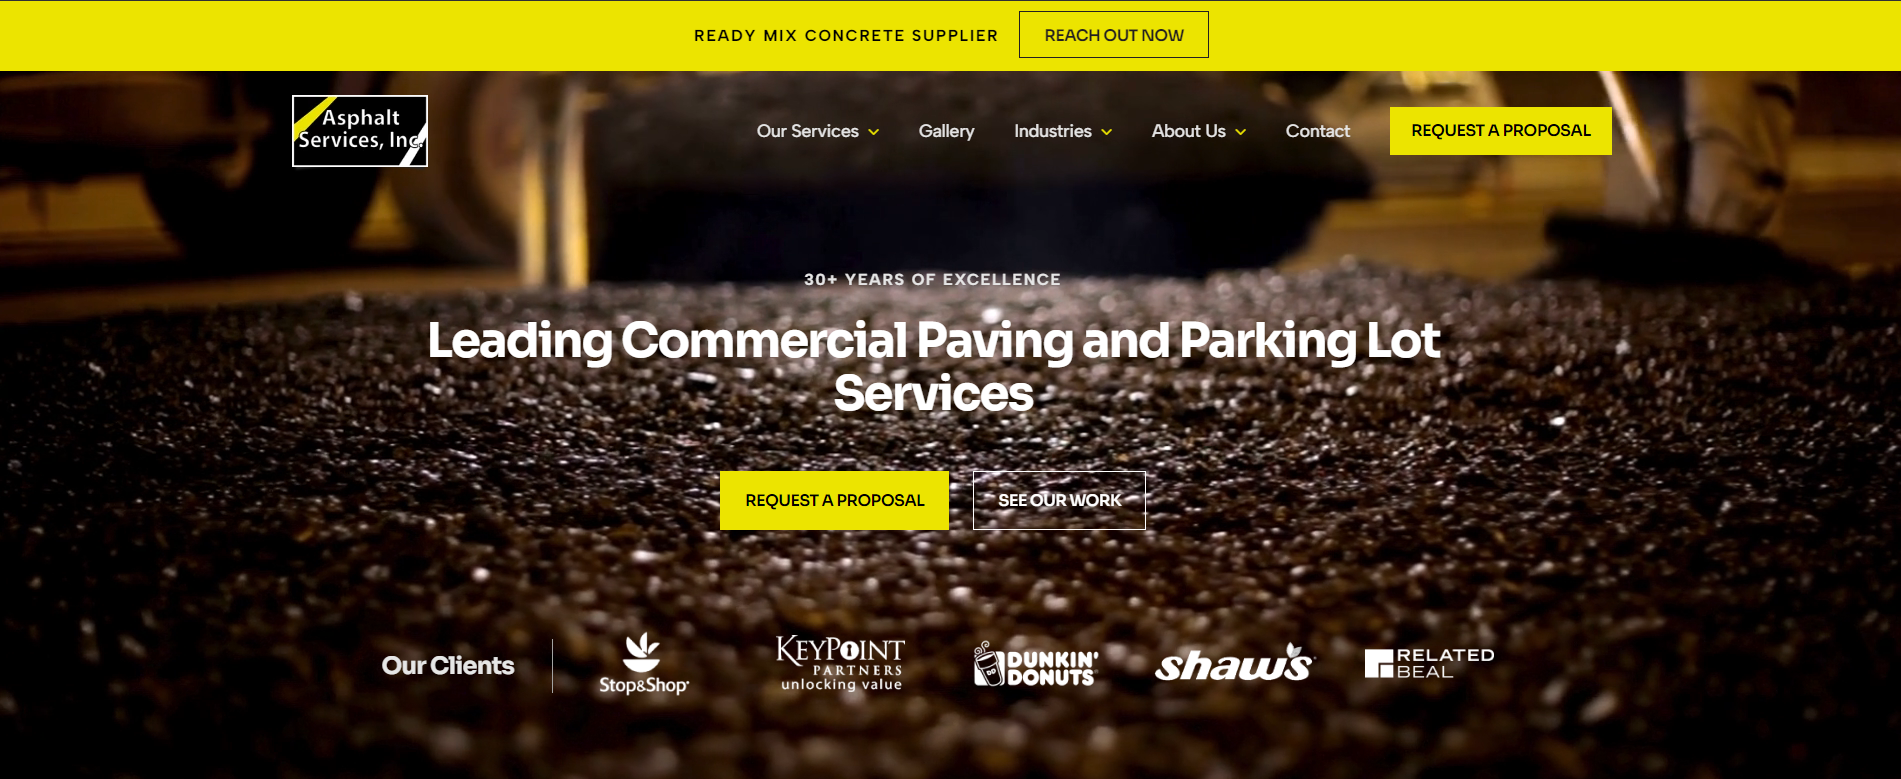 READY MIX CONCRETE SUPPLIER
REACH OUT NOW
Asphalt
Services, Inc.
Our Services
Gallery
Industries
About Us
Contact
REQUEST A PROPOSAL
30+ YEARS OF EXCELLENCE
Leading Commercial Paving and Parking Lot
Services
REQUEST A PROPOSAL
SEE OUR WORK
Our Clients
Stop&Shop
KEYPOINT
PARTNERS
unlocking value
DUNKIN'
DONUTS
shaw's
RELATED
BEAL